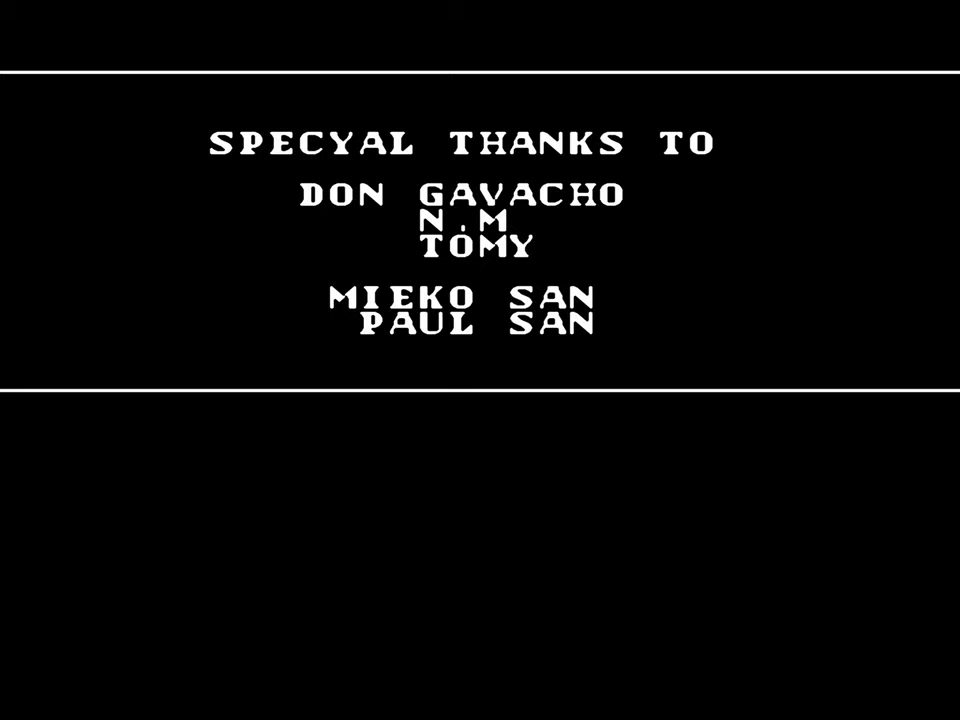 SPECYAL THANKS TO
DON GAVACHO
N.M
TOMY
MIEKO SAN
PAUL SAN